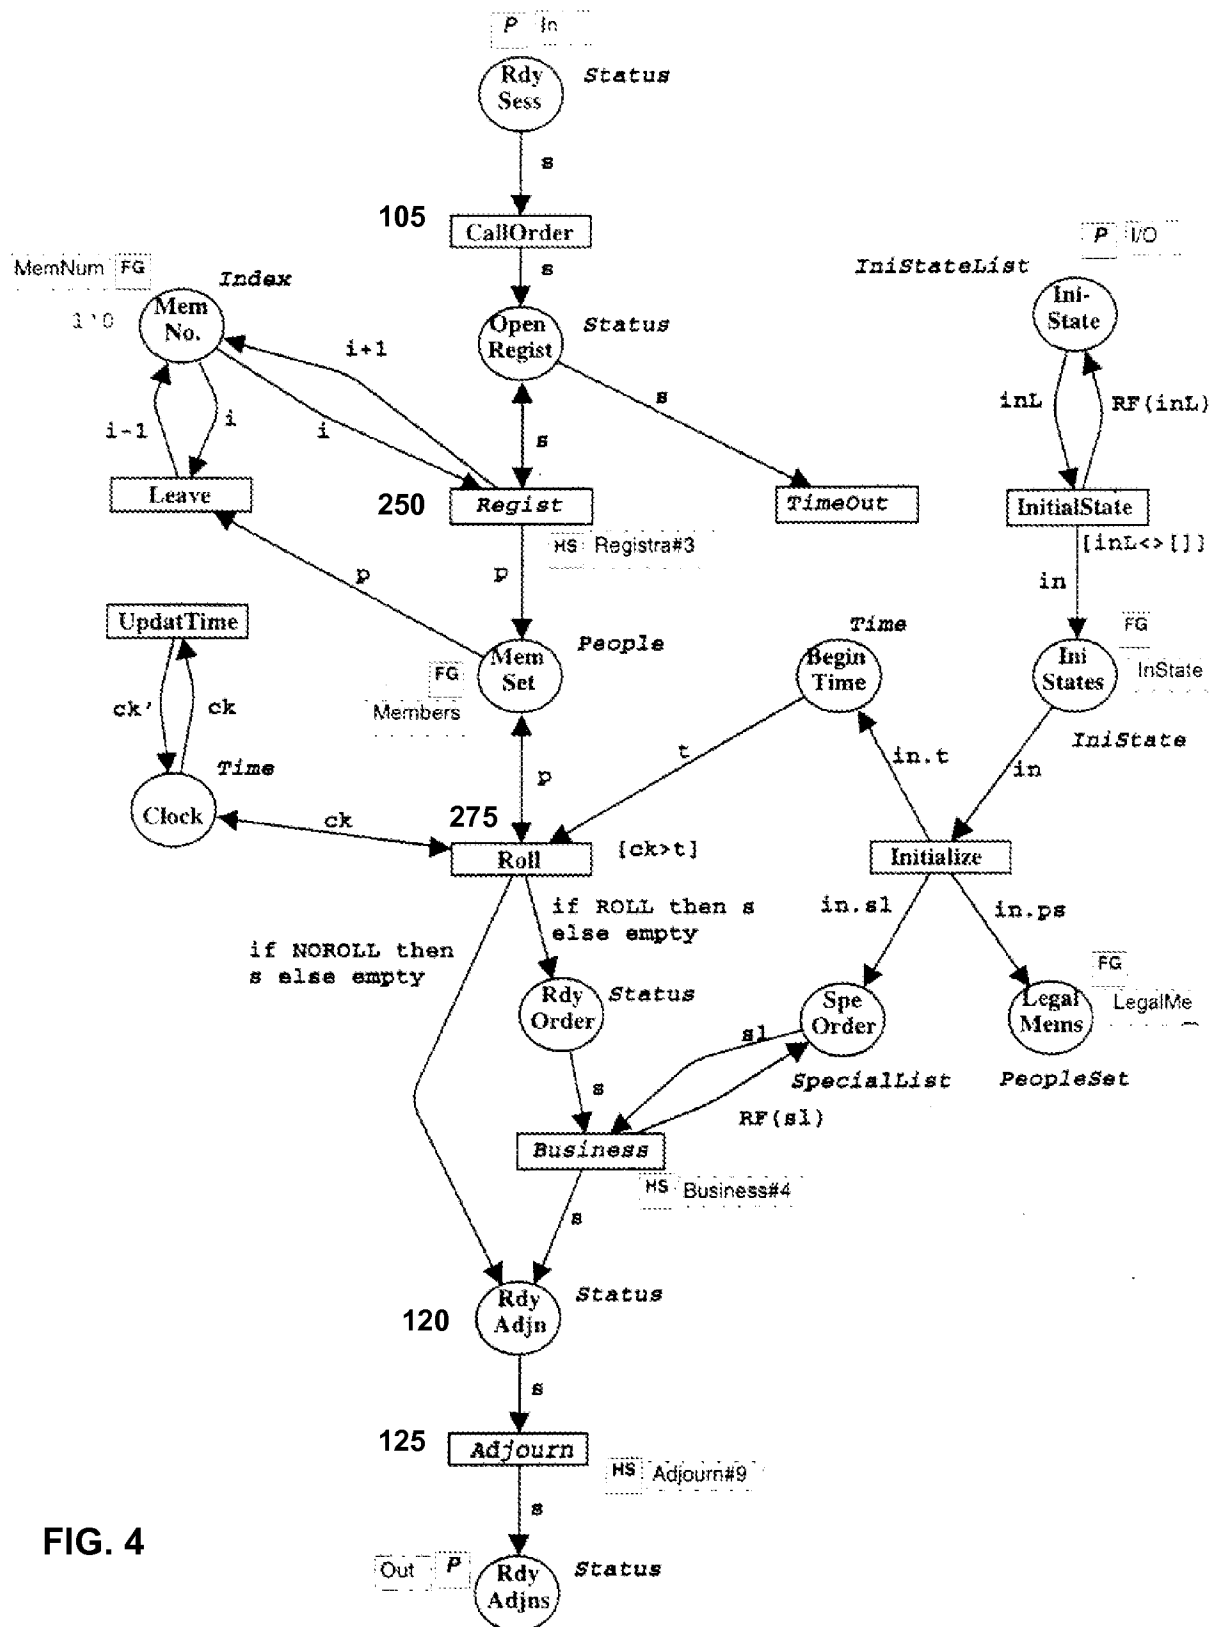 P In
Rdy
Sess
Status
s
105
CallOrder
s
P I/O
IniStateList
MemNum FG
Index
Mem
No.
1'0
Open
Regist
Status
Ini-
State
i+1
s
inL
RF(inL)
i-1
i
i
s
Leave
250
Regist
TimeOut
InitialState
HS Registra#3
[inL<>[]]
p
p
in
UpdatTime
People
Time
FG
Mem
Set
Begin
Time
Ini
States
InState
FG
Members
ck'
ck
IniState
Time
Clock
t
in.t
in
p
ck
275
Roll
[ck>t]
Initialize
if ROLL then s
else empty
in.sl
in.ps
if NOROLL then
s else empty
FG
Rdy
Order
Status
Spe
Order
Legal
Mems
LegalMe
sl
SpecialList
PeopleSet
s
RF(sl)
Business
HS Business#4
s
Rdy
Adjn
Status
120
s
125
Adjourn
HS Adjourn#9
s
FIG. 4
Out P
Rdy
Adjns
Status